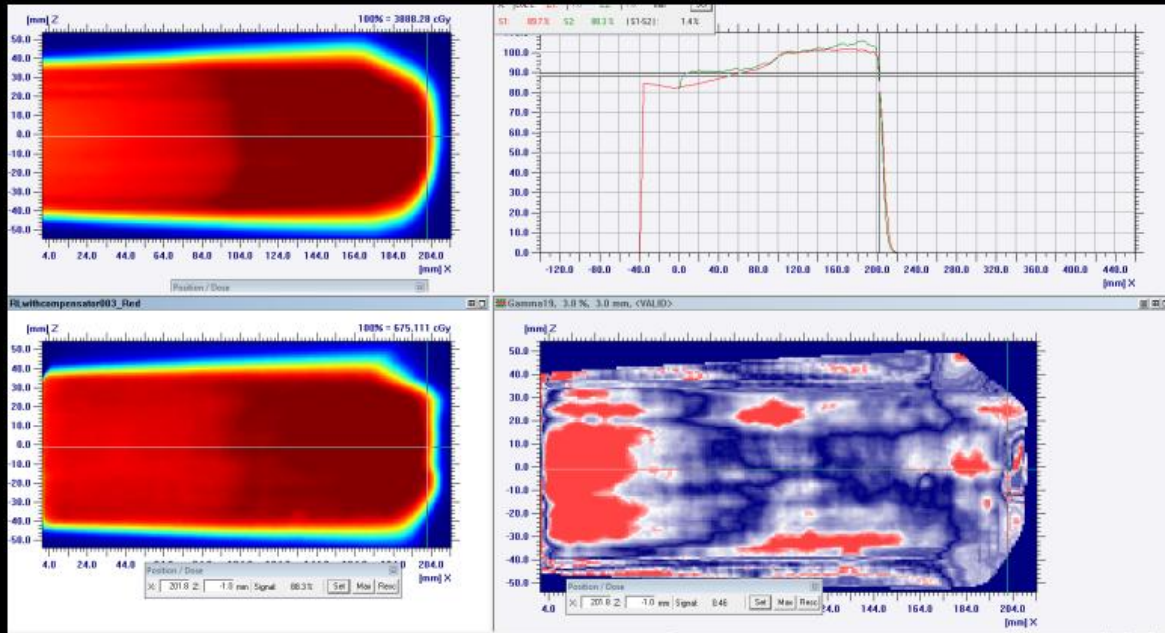 [mm] Z 100% = 3888.28 cGy
50.0
40.0
30.0
20.0
10.0
0.0
-10.0
-20.0
-30.0
-40.0
-50.0
4.0 24.0 44.0 64.0 84.0 104.0 124.0 144.0 164.0 184.0 204.0
[mm] X
Position / Dose
S1: 89.7% S2: 88.3% |S1-S2|: 1.4%
100.0
90.0
80.0
70.0
60.0
50.0
40.0
30.0
20.0
10.0
0.0
-120.0 -80.0 -40.0 0.0 40.0 80.0 120.0 160.0 200.0 240.0 280.0 320.0 360.0 400.0 440.0
[mm] X
RLwithcompensator003_Red
[mm] Z 100% = 675.111 cGy
50.0
40.0
30.0
20.0
10.0
0.0
-10.0
-20.0
-30.0
-40.0
-50.0
4.0 24.0 44.0 64.0 84.0 104.0 124.0 144.0 164.0 184.0 204.0
[mm] X
Position / Dose
X: 201.8 Z: -1.0 mm Signal: 88.3% Set Max Resc
Gamma19, 3.0 %, 3.0 mm, <VALID>
[mm] Z
50.0
40.0
30.0
20.0
10.0
0.0
-10.0
-20.0
-30.0
-40.0
-50.0
4.0 184.0 204.0
[mm] X
Position / Dose
X: 201.8 Z: -1.0 mm Signal: 0.46 Set Max Resc